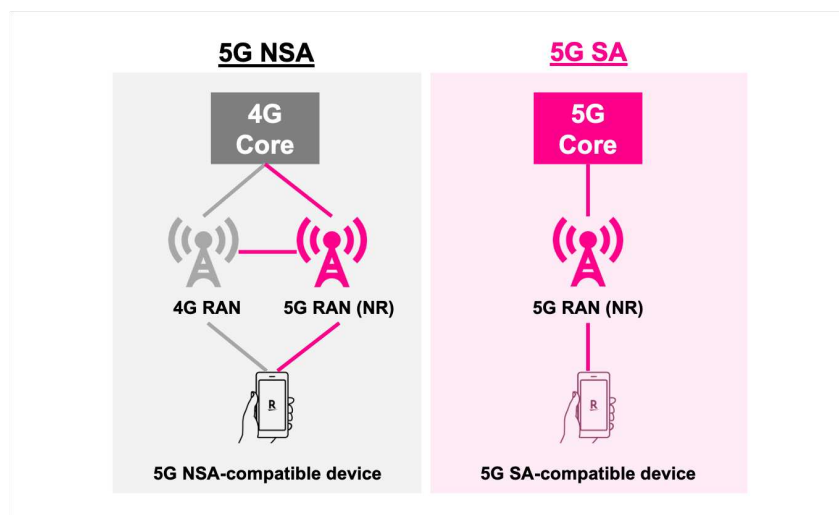 5G NSA
4G
Core
4G RAN
5G RAN (NR)
R
5G NSA-compatible device
5G SA
5G
Core
5G RAN (NR)
R
5G SA-compatible device